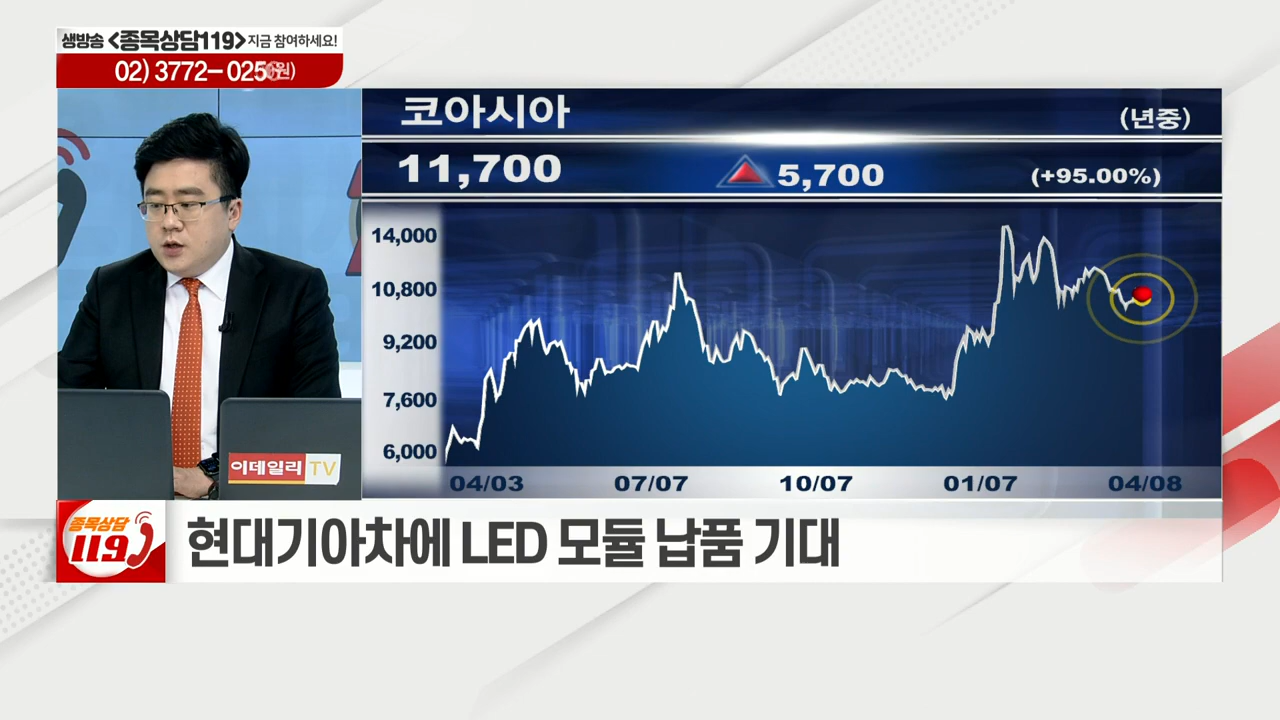 생방송 <종목상담119> 지금 참여하세요!
02) 3772-025
원)
코아시아
(년중)
11,700
5,700
(+95.00%)
14,000
10,800
9,200
7,600
6,000
04/03
07/07
10/07
01/07
04/08
이데일리 TV
종목상담
119
현대기아차에 LED 모듈 납품 기대